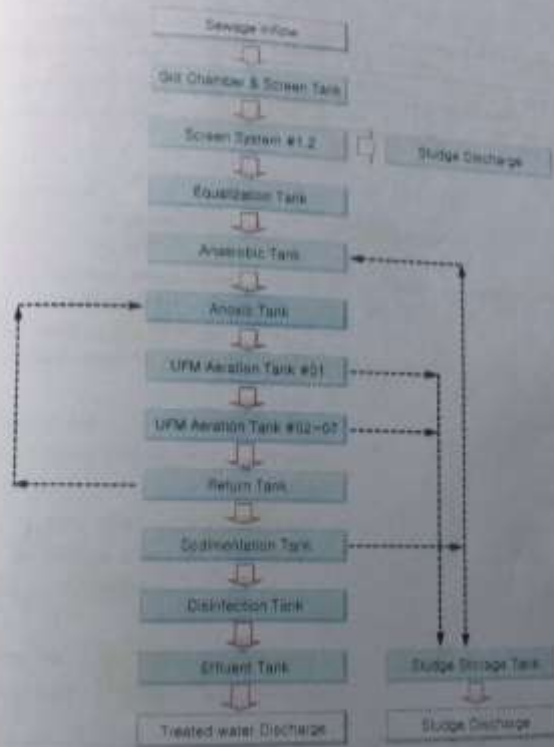 Sewage Inflow
Grit Chamber & Screen Tank
Screen System #1.2
Sludge Discharge
Equalization Tank
Anaerobic Tank
Anoxic Tank
UFM Aeration Tank #01
UFM Aeration Tank #02~07
Return Tank
Sedimentation Tank
Disinfection Tank
Effluent Tank
Sludge Storage Tank
Treated water Discharge
Sludge Discharge